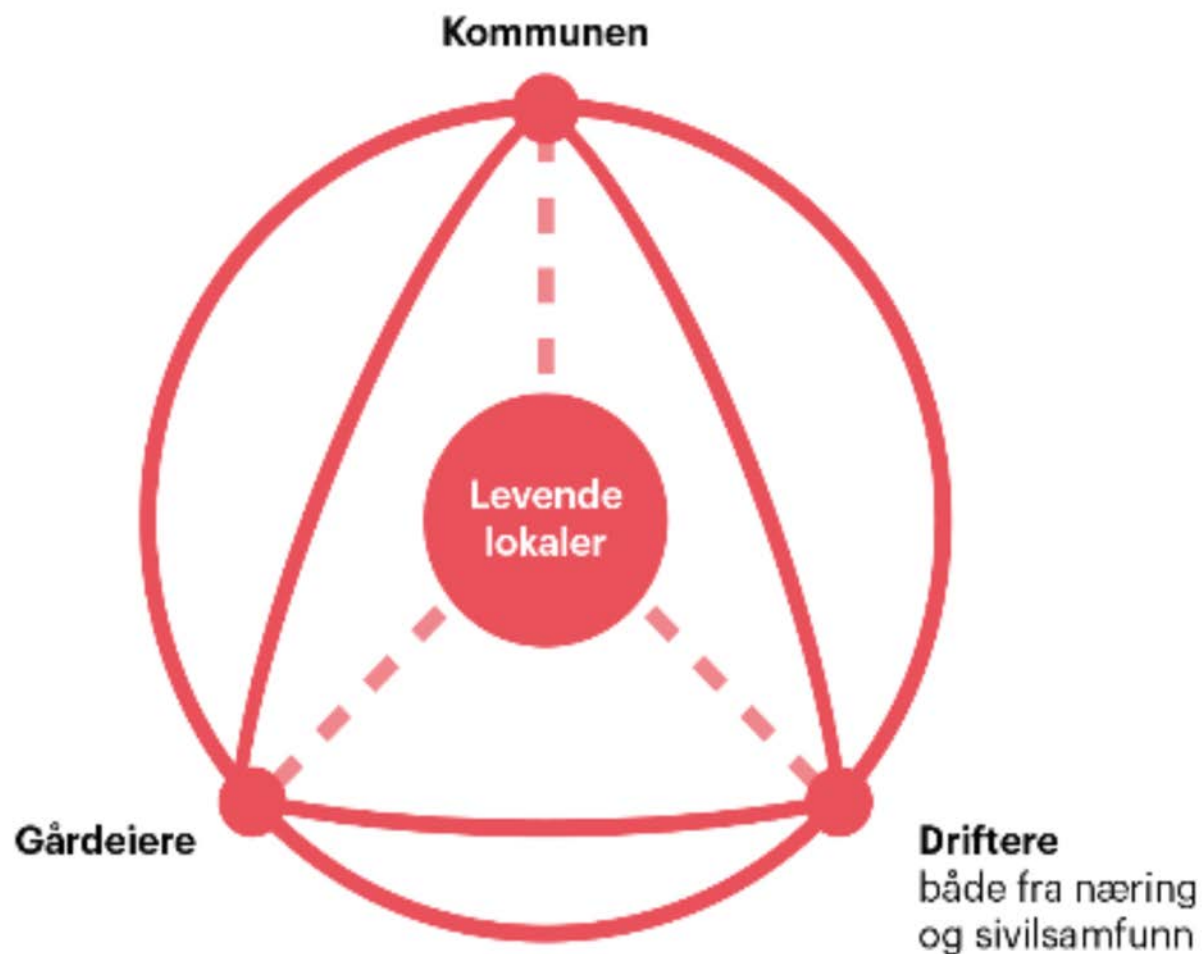 Kommunen
Levende
lokaler
Gårdeiere
Driftere
både fra næring
og sivilsamfunn